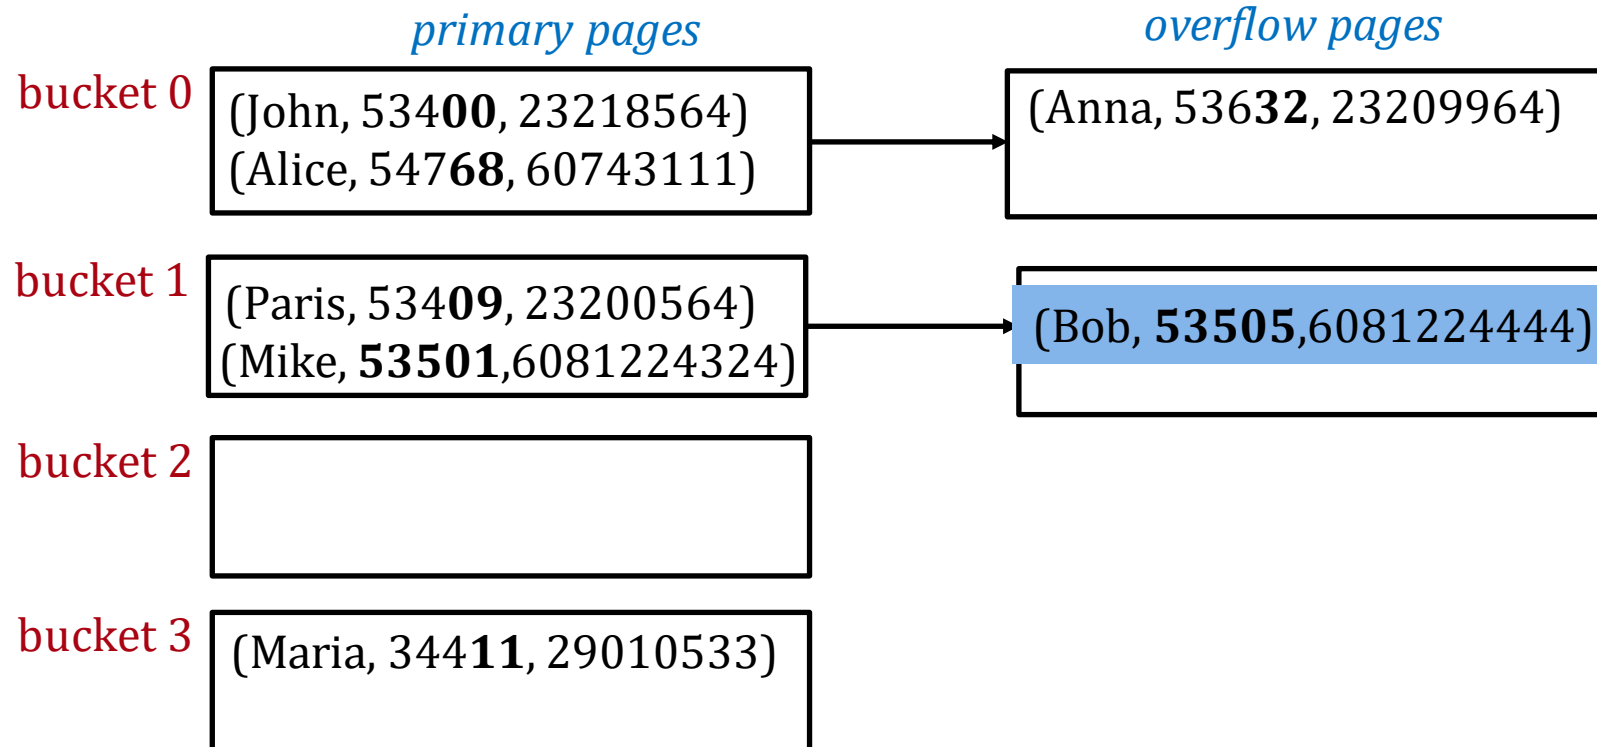 primary pages
overflow pages
bucket 0
(John, 53400, 23218564)
(Alice, 54768, 60743111)
(Anna, 53632, 23209964)
bucket 1
(Paris, 53409, 23200564)
(Mike, 53501,6081224324)
(Bob, 53505,6081224444)
bucket 2
bucket 3
(Maria, 34411, 29010533)